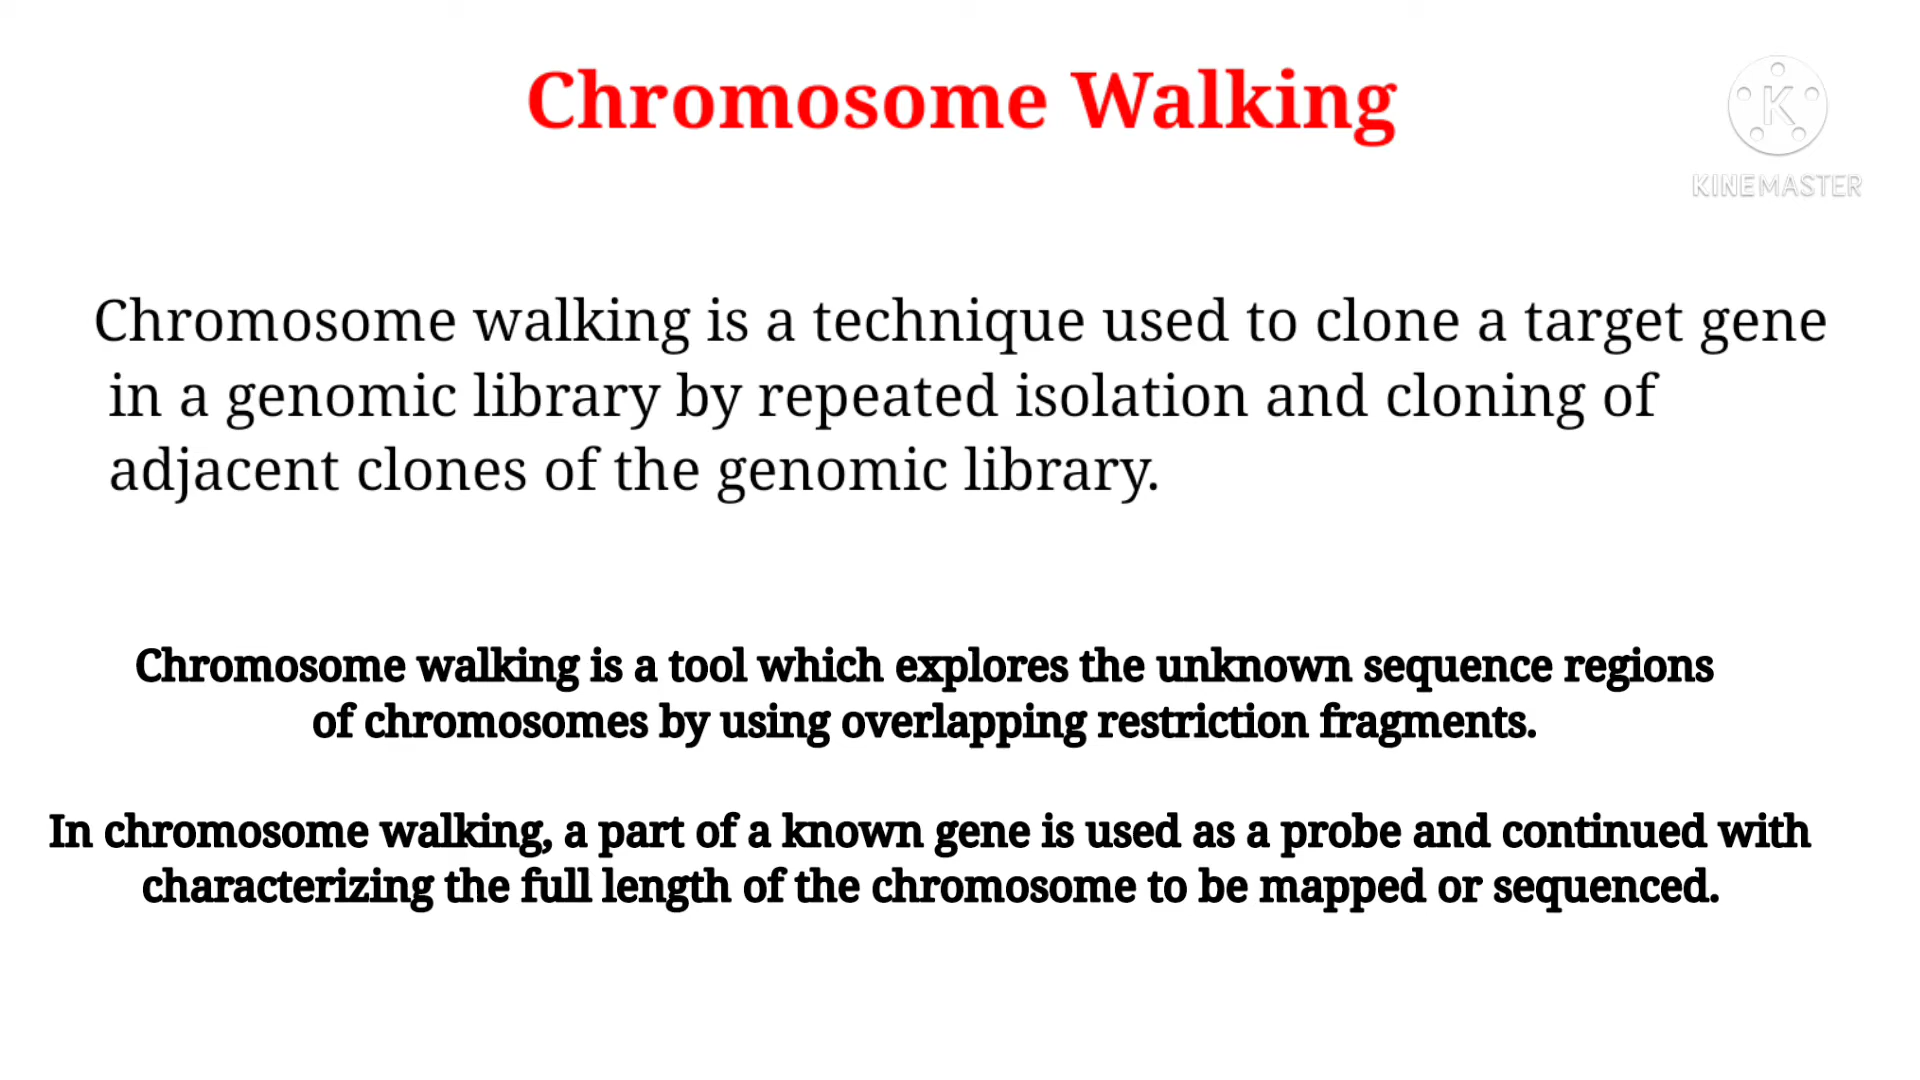 Chromosome Walking
K
KINEMASTER
Chromosome walking is a technique used to clone a target gene
in a genomic library by repeated isolation and cloning of
adjacent clones of the genomic library.
Chromosome walking is a tool which explores the unknown sequence regions
of chromosomes by using overlapping restriction fragments.
In chromosome walking, a part of a known gene is used as a probe and continued with
characterizing the full length of the chromosome to be mapped or sequenced.